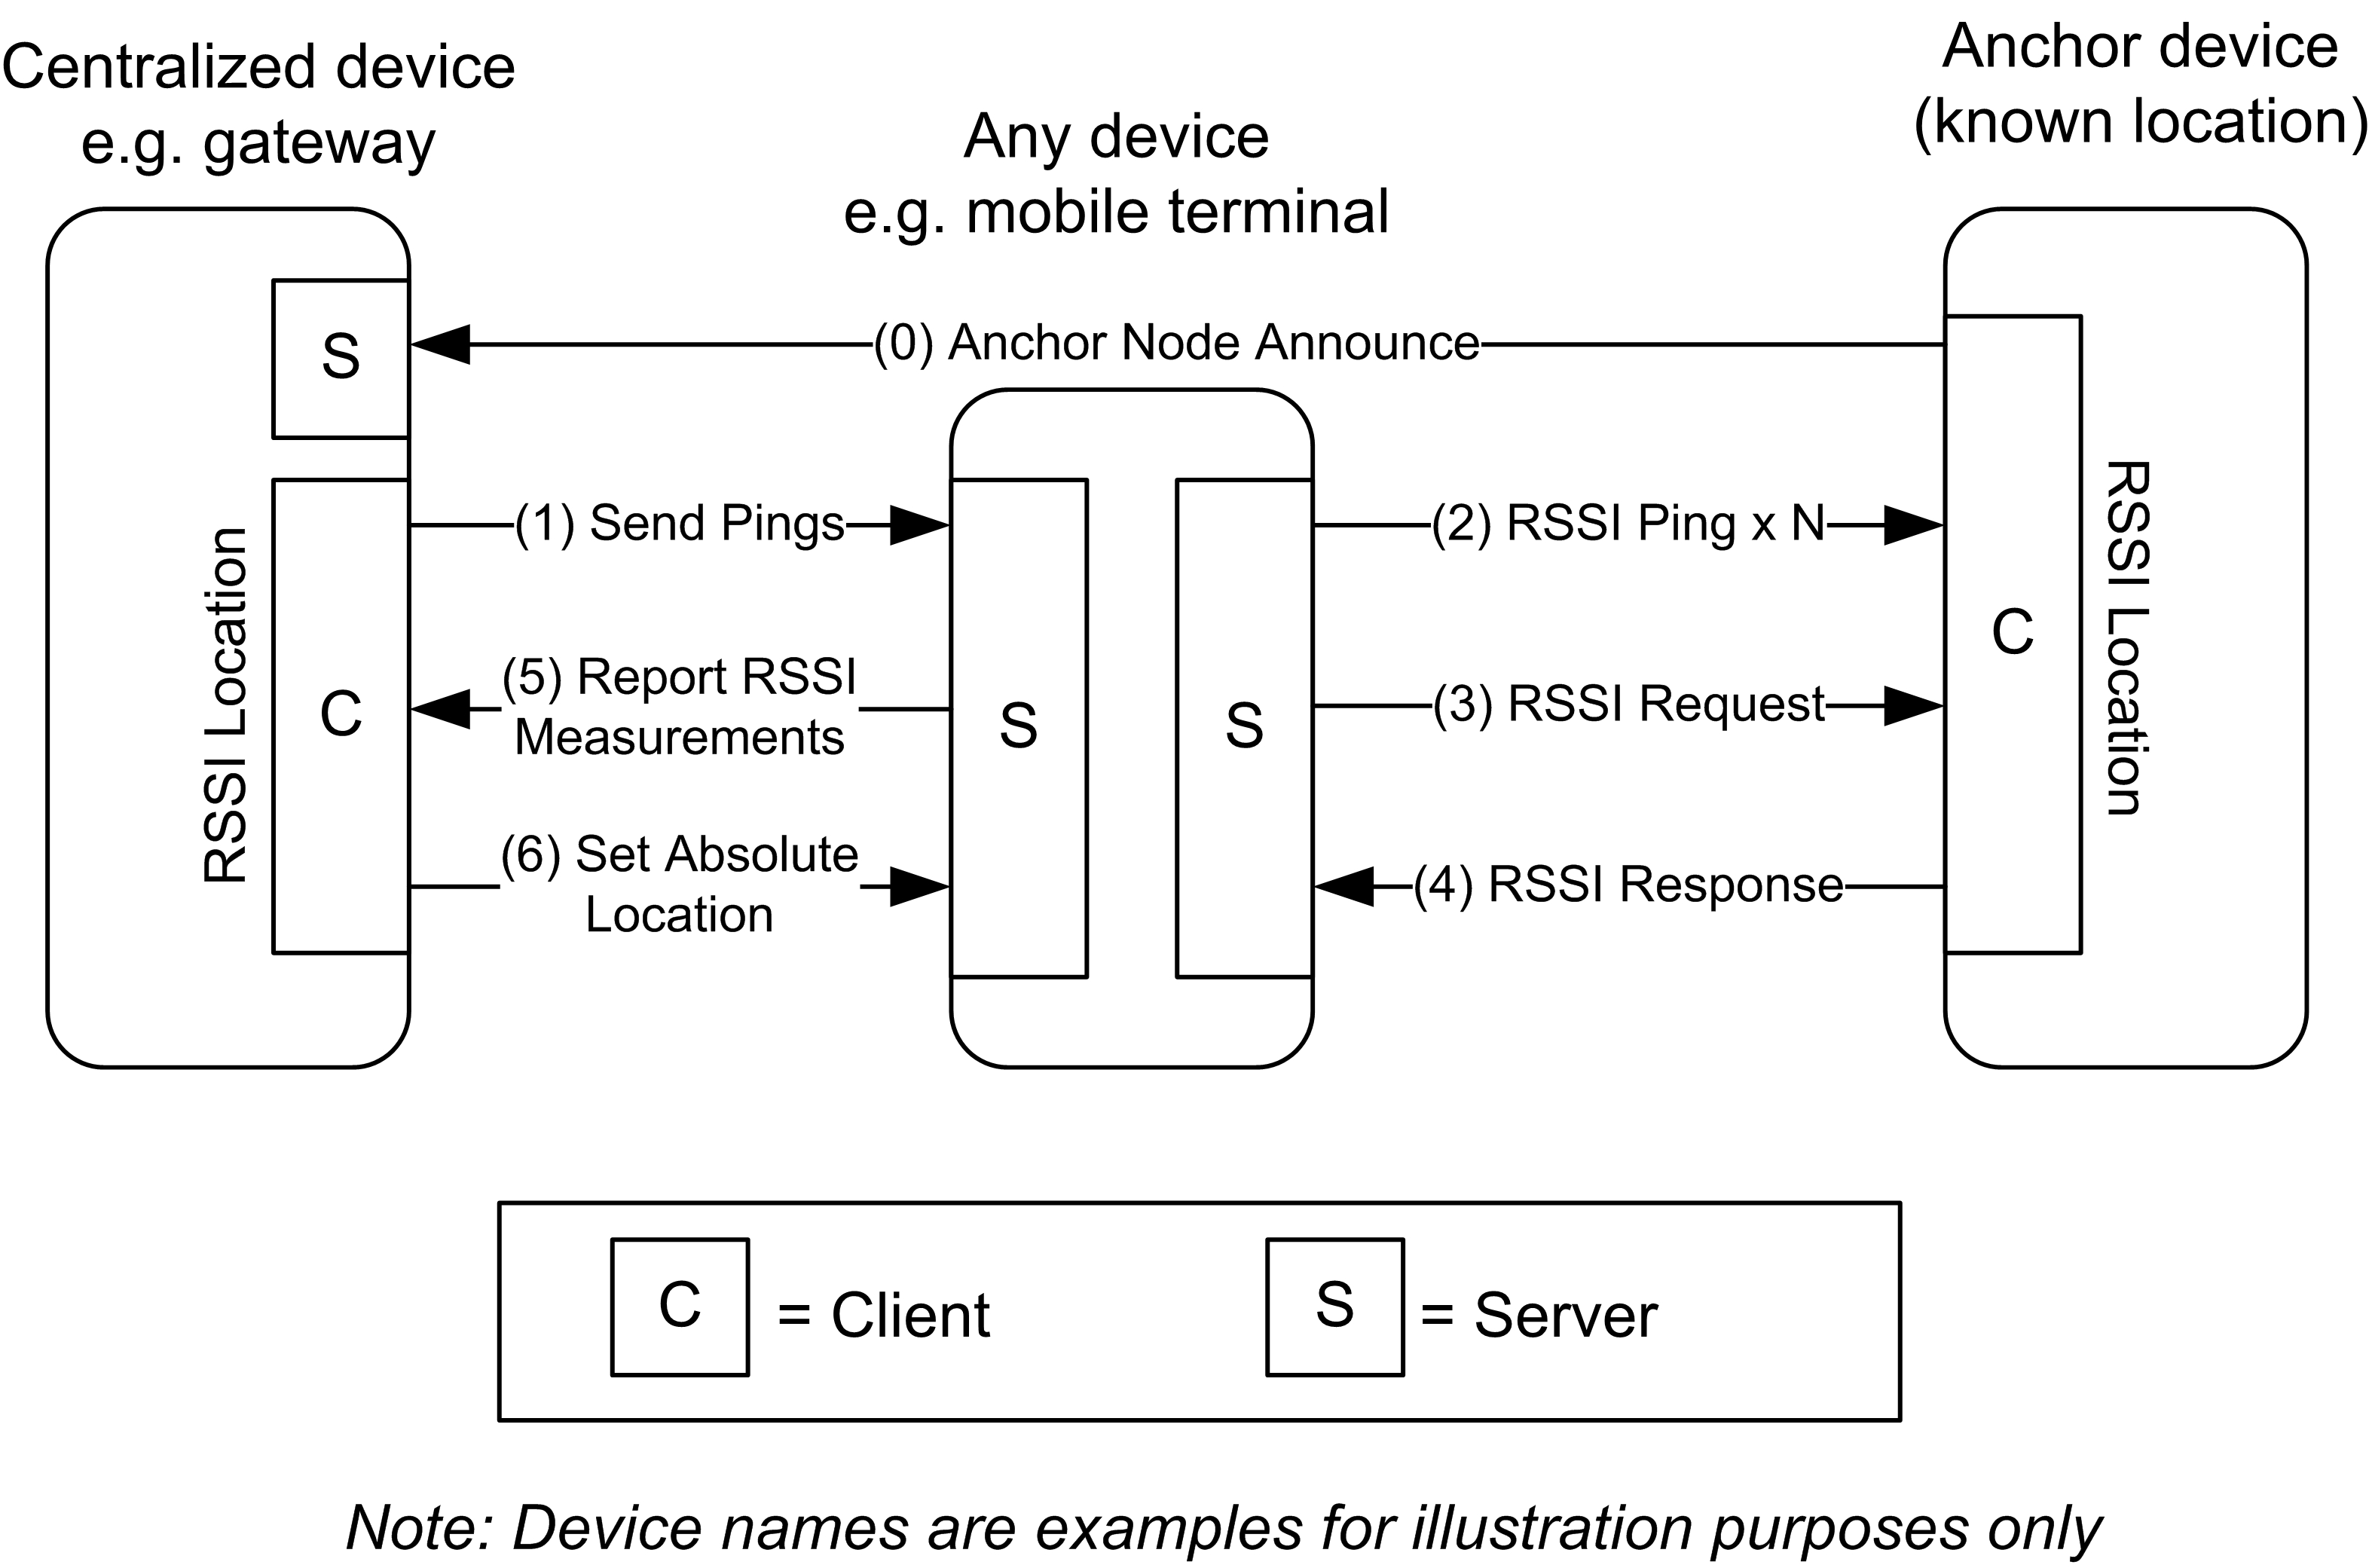 Centralized device
e.g. gateway
Any device
e.g. mobile terminal
Anchor device
(known location)
S
(0) Anchor Node Announce
RSSI Location
C
(1) Send Pings
(5) Report RSSI
Measurements
(6) Set Absolute
Location
S
S
(2) RSSI Ping x N
(3) RSSI Request
(4) RSSI Response
C
RSSI Location
C
= Client
S
= Server
Note: Device names are examples for illustration purposes only